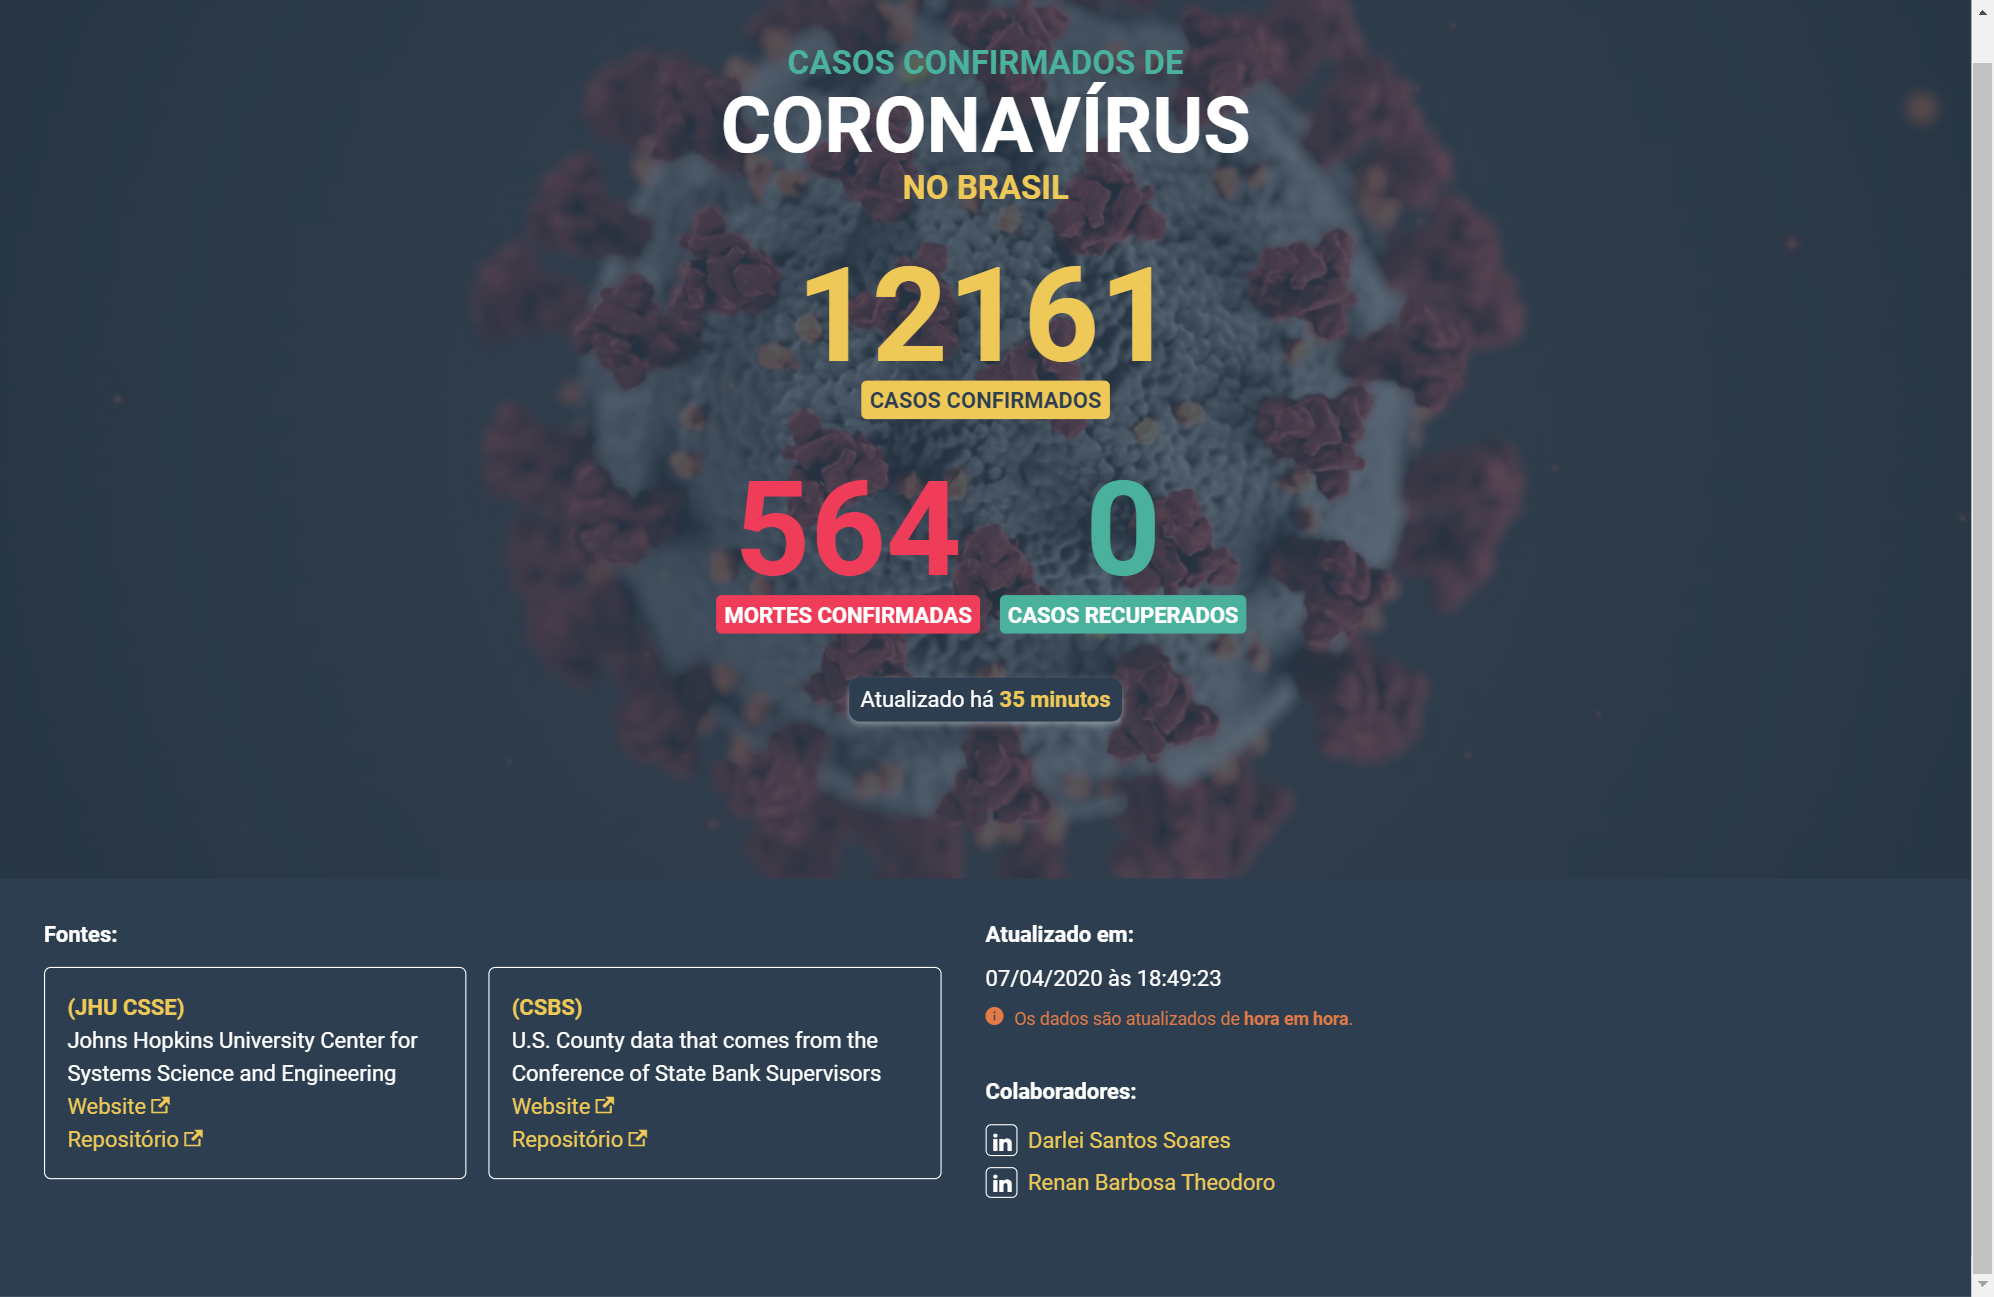 CASOS CONFIRMADOS DE
CORONAVÍRUS
NO BRASIL
12161
CASOS CONFIRMADOS
564
MORTES CONFIRMADAS
0
CASOS RECUPERADOS
Atualizado há 35 minutos
Fontes:
(JHU CSSE)
Johns Hopkins University Center for
Systems Science and Engineering
Website
Repositório
(CSBS)
U.S. County data that comes from the
Conference of State Bank Supervisors
Website
Repositório
Atualizado em:
07/04/2020 às 18:49:23
Os dados são atualizados de hora em hora.
Colaboradores:
in Darlei Santos Soares
in Renan Barbosa Theodoro